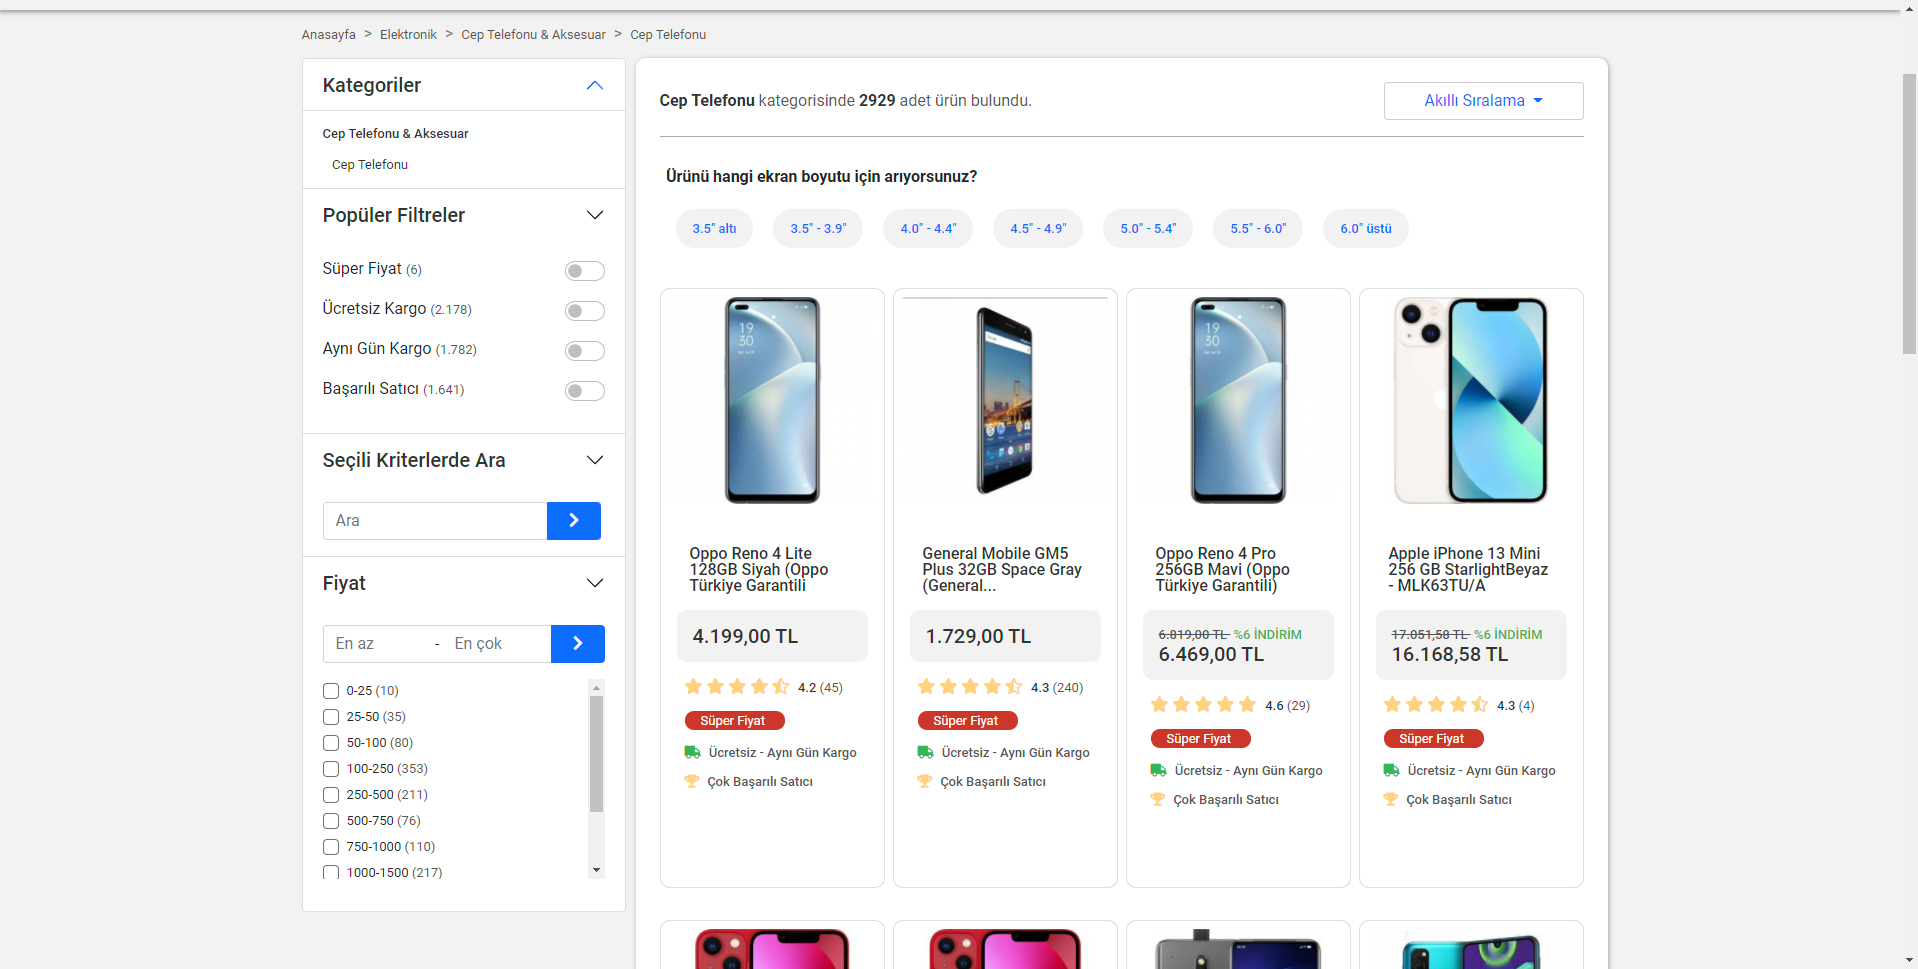 Anasayfa > Elektronik > Cep Telefonu & Aksesuar > Cep Telefonu
Kategoriler
Cep Telefonu & Aksesuar
Cep Telefonu
Popüler Filtreler
Süper Fiyat (6)
Ücretsiz Kargo (2.178)
Aynı Gün Kargo (1.782)
Başarılı Satıcı (1.641)
Seçili Kriterlerde Ara
Ara
Fiyat
En az - En çok
0-25 (10)
25-50 (35)
50-100 (80)
100-250 (353)
250-500 (211)
500-750 (76)
750-1000 (110)
1000-1500 (217)
Cep Telefonu kategorisinde 2929 adet ürün bulundu.
Akıllı Sıralama
Ürünü hangi ekran boyutu için arıyorsunuz?
3.5" altı
3.5" - 3.9"
4.0" - 4.4"
4.5" - 4.9"
5.0" - 5.4"
5.5" - 6.0"
6.0" üstü
19
30
Oppo Reno 4 Lite
128GB Siyah (Oppo
Türkiye Garantili
4.199,00 TL
4.2 (45)
Süper Fiyat
Ücretsiz - Aynı Gün Kargo
Çok Başarılı Satıcı
General Mobile GM5
Plus 32GB Space Gray
(General...
1.729,00 TL
4.3 (240)
Süper Fiyat
Ücretsiz - Aynı Gün Kargo
Çok Başarılı Satıcı
19
30
Oppo Reno 4 Pro
256GB Mavi (Oppo
Türkiye Garantili)
6.819,00 TL %6 İNDİRİM
6.469,00 TL
4.6 (29)
Süper Fiyat
Ücretsiz - Aynı Gün Kargo
Çok Başarılı Satıcı
Apple iPhone 13 Mini
256 GB StarlightBeyaz
- MLK63TU/A
17.051,58 TL %6 İNDİRİM
16.168,58 TL
4.3 (4)
Süper Fiyat
Ücretsiz - Aynı Gün Kargo
Çok Başarılı Satıcı